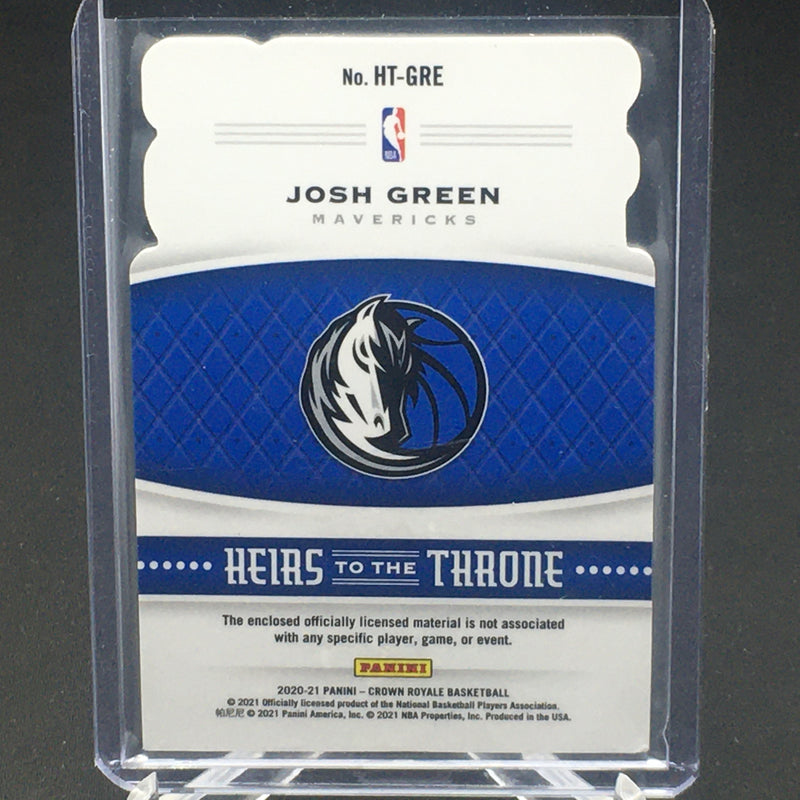 No. HT-GRE
NBA
JOSH GREEN
MAVERICKS
HEIRS TO THE THRONE
The enclosed officially licensed material is not associated
with any specific player, game, or event.
PANINI
2020-21 PANINI – CROWN ROYALE BASKETBALL
© 2021 Officially licensed product of the National Basketball Players Association.
帕尼尼 © 2021 Panini America, Inc. © 2021 NBA Properties, Inc. Produced in the USA.